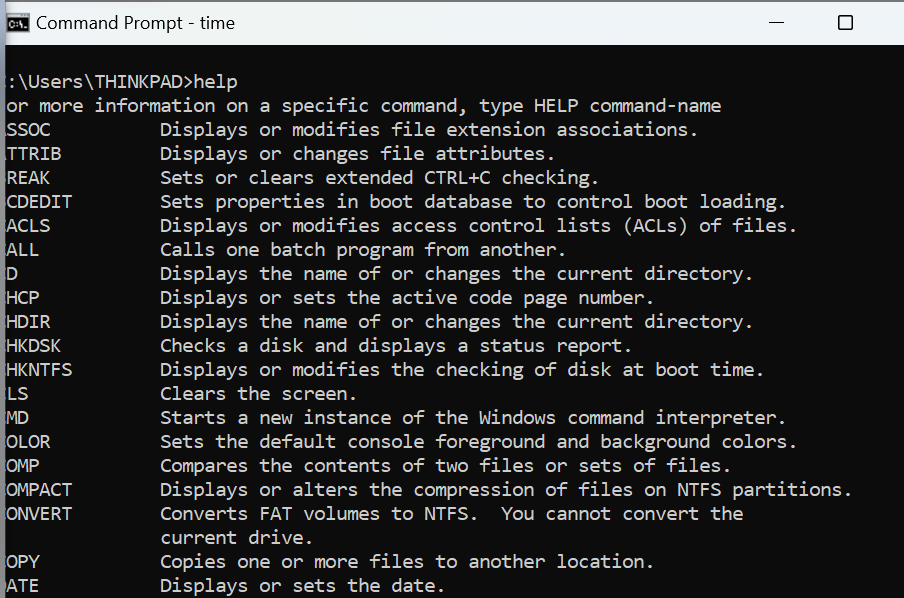 C:\. Command Prompt - time
:\Users\THINKPAD>help
or more information on a specific command, type HELP command-name
SSOC Displays or modifies file extension associations.
TTRIB Displays or changes file attributes.
REAK Sets or clears extended CTRL+C checking.
CDEDIT Sets properties in boot database to control boot loading.
ACLS Displays or modifies access control lists (ACLs) of files.
ALL Calls one batch program from another.
D Displays the name of or changes the current directory.
HCP Displays or sets the active code page number.
HDIR Displays the name of or changes the current directory.
HKDSK Checks a disk and displays a status report.
HKNTFS Displays or modifies the checking of disk at boot time.
LS Clears the screen.
MD Starts a new instance of the Windows command interpreter.
OLOR Sets the default console foreground and background colors.
OMP Compares the contents of two files or sets of files.
OMPACT Displays or alters the compression of files on NTFS partitions.
ONVERT Converts FAT volumes to NTFS.  You cannot convert the
current drive.
OPY Copies one or more files to another location.
ATE Displays or sets the date.